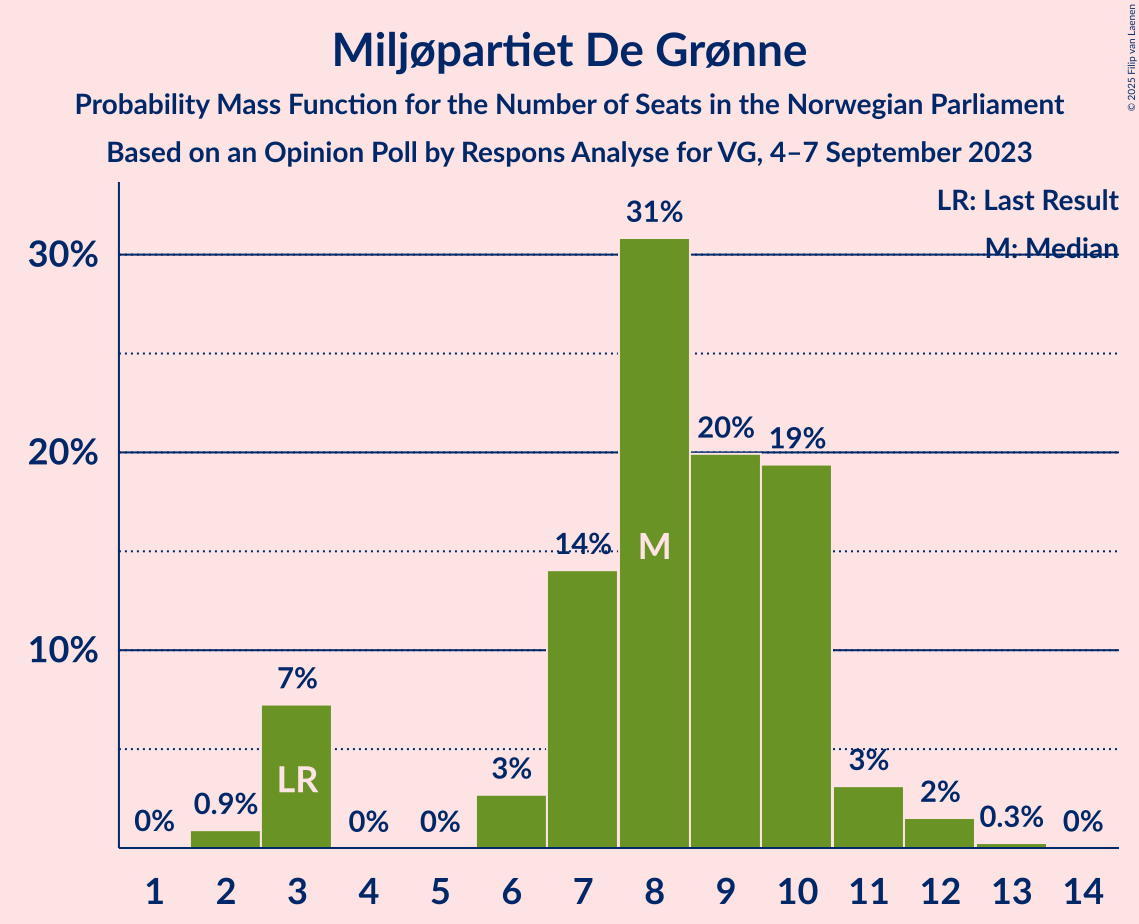 Miljøpartiet De Grønne
Probability Mass Function for the Number of Seats in the Norwegian Parliament
Based on an Opinion Poll by Respons Analyse for VG, 4–7 September 2023
© 2025 Filip van Laenen
LR: Last Result
M: Median
30%
20%
10%
0%
0.9%
7%
0%
0%
3%
14%
31%
20%
19%
3%
2%
0.3%
0%
LR
M
1 2 3 4 5 6 7 8 9 10 11 12 13 14